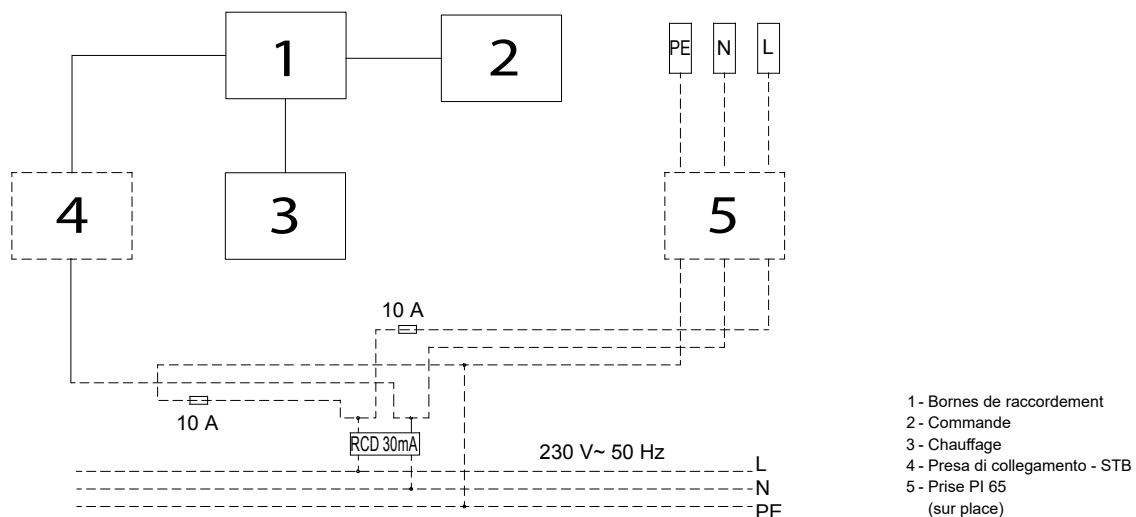 1
2
PE
N
L
4
3
5
10 A
10 A
RCD 30mA
230 V~ 50 Hz
L
N
PE
1 - Bornes de raccordement
2 - Commande
3 - Chauffage
4 - Presa di collegamento - STB
5 - Prise PI 65
(sur place)